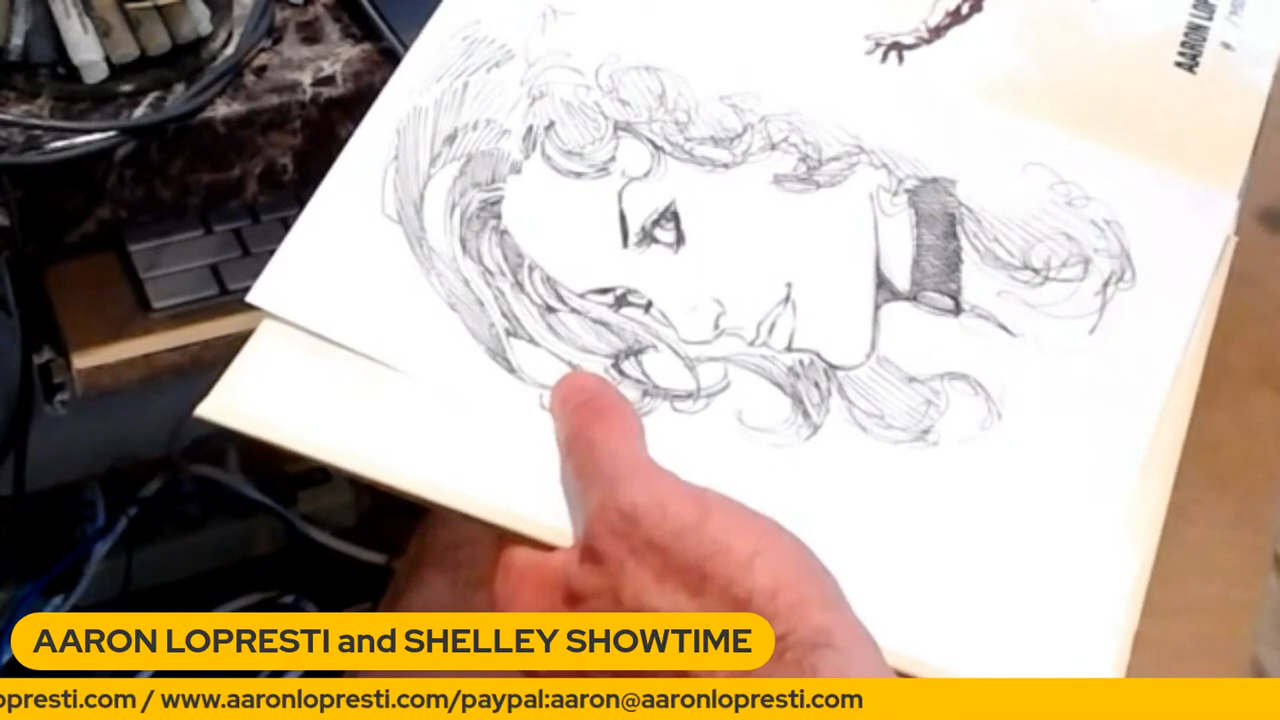 AARON LOP
AARON LOPRESTI and SHELLEY SHOWTIME
opresti.com / www.aaronlopresti.com/paypal:aaron@aaronlopresti.com